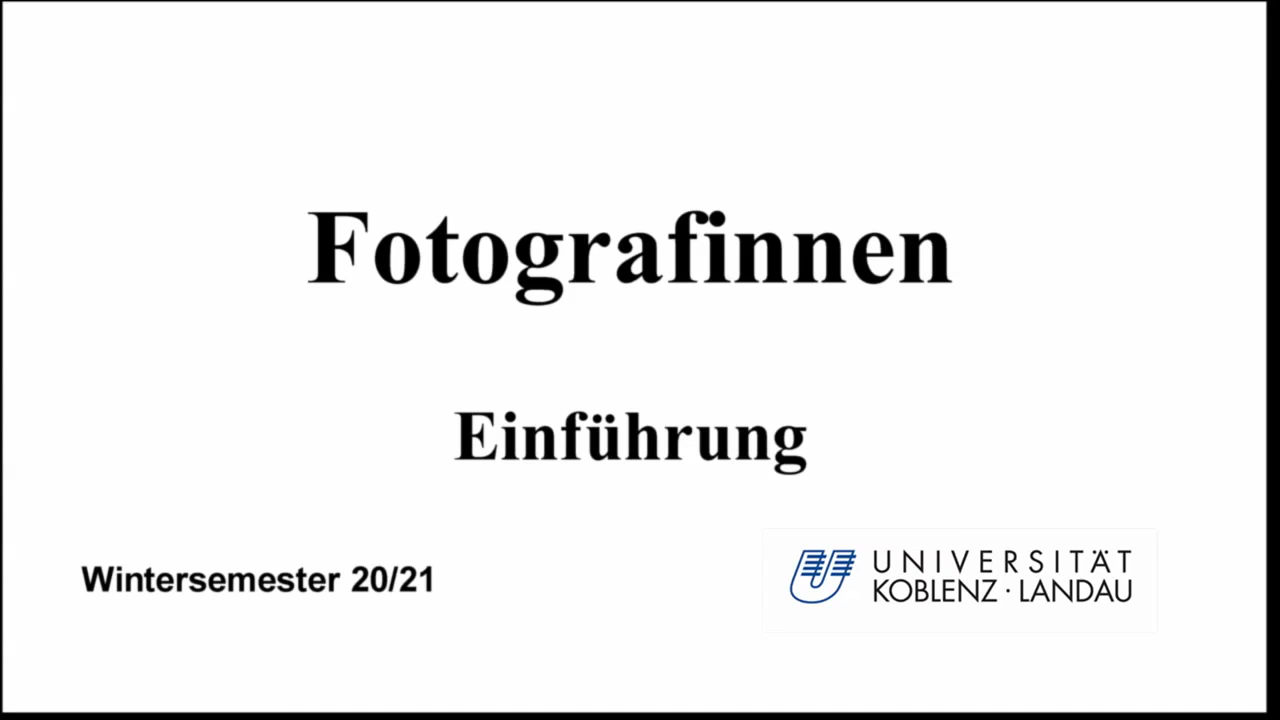 Fotografinnen
Einführung
Wintersemester 20/21
UNIVERSITÄT
KOBLENZ · LANDAU